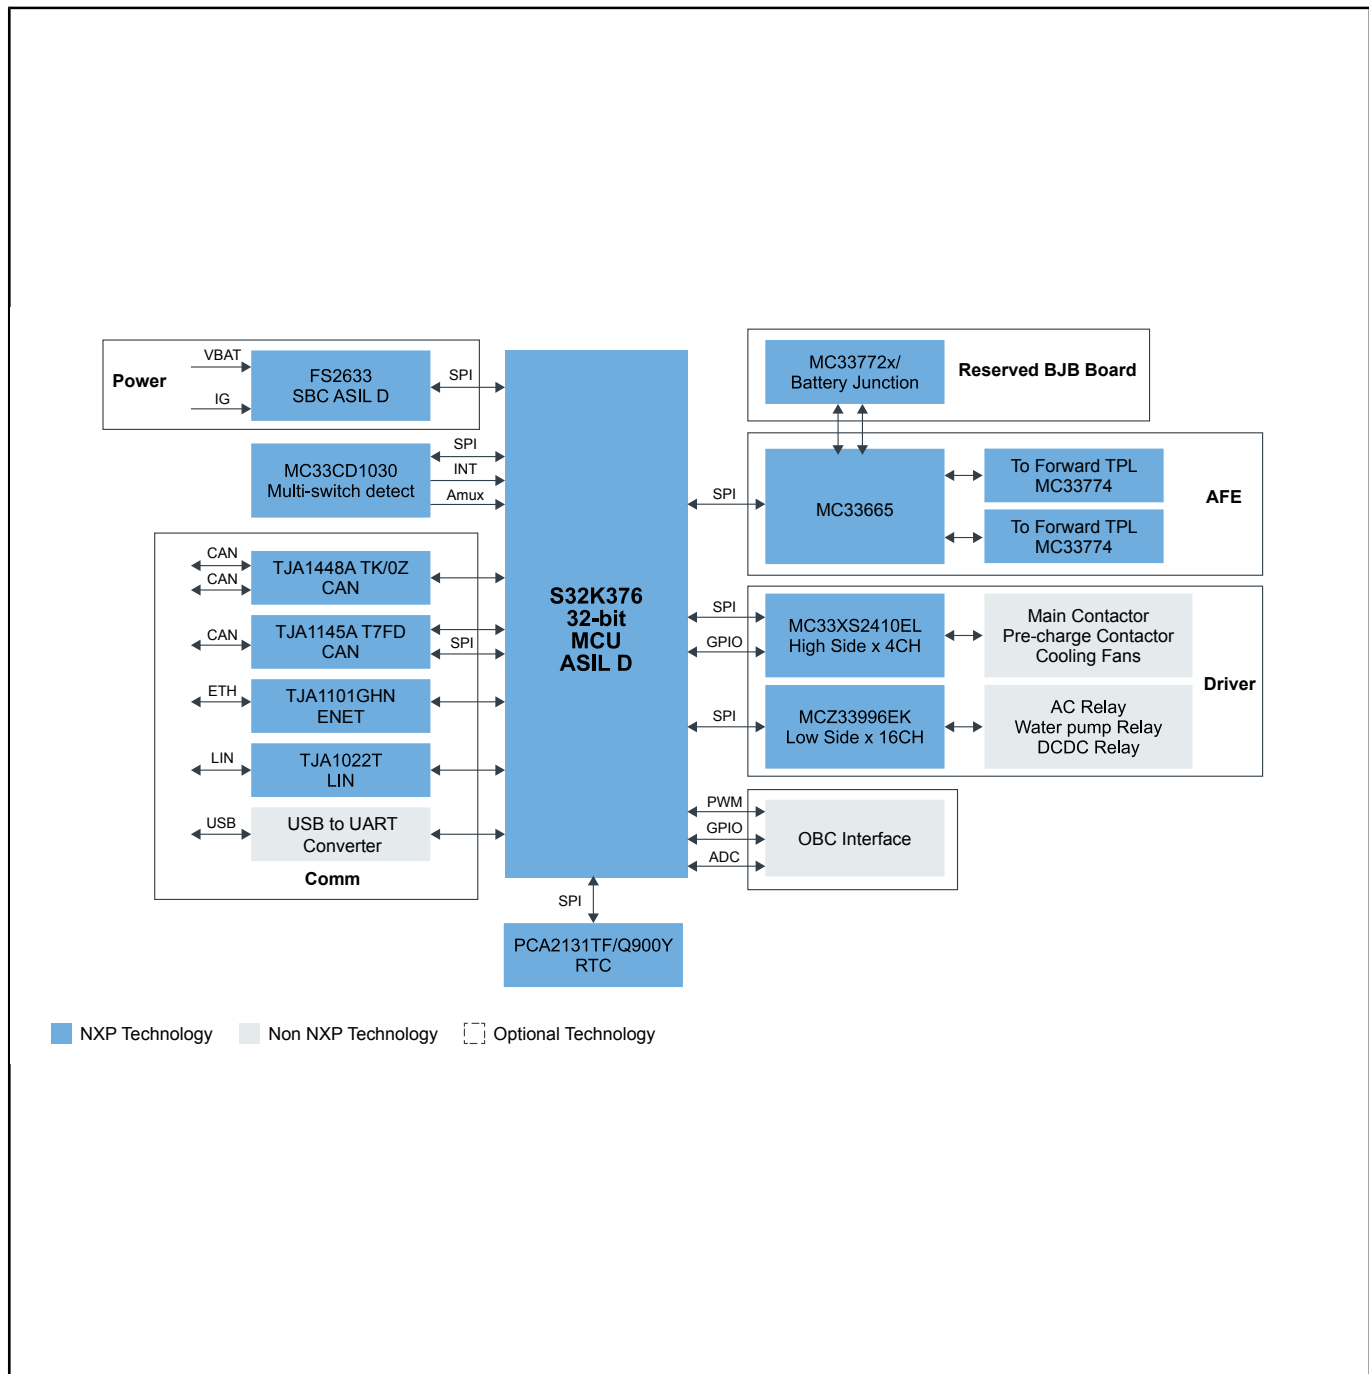 Power
VBAT
IG
FS2633
SBC ASIL D
SPI
MC33CD1030
Multi-switch detect
SPI
INT
Amux
CAN
CAN
TJA1448A TK/0Z
CAN
CAN
TJA1145A T7FD
CAN
SPI
ETH
TJA1101GHN
ENET
LIN
TJA1022T
LIN
USB
USB to UART
Converter
Comm
S32K376
32-bit
MCU
ASIL D
SPI
PCA2131TF/Q900Y
RTC
MC33772x/
Battery Junction
Reserved BJB Board
SPI
MC33665
To Forward TPL
MC33774
To Forward TPL
MC33774
AFE
SPI
GPIO
MC33XS2410EL
High Side x 4CH
Main Contactor
Pre-charge Contactor
Cooling Fans
Driver
SPI
MCZ33996EK
Low Side x 16CH
AC Relay
Water pump Relay
DCDC Relay
PWM
GPIO
ADC
OBC Interface
NXP Technology
Non NXP Technology
Optional Technology